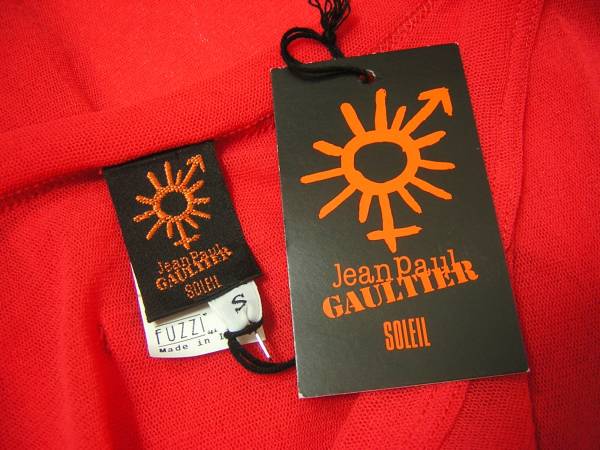 Jean Paul
GAULTIER
SOLEIL
S
FUZZI
Made in
Jean Paul
GAULTIER
SOLEIL